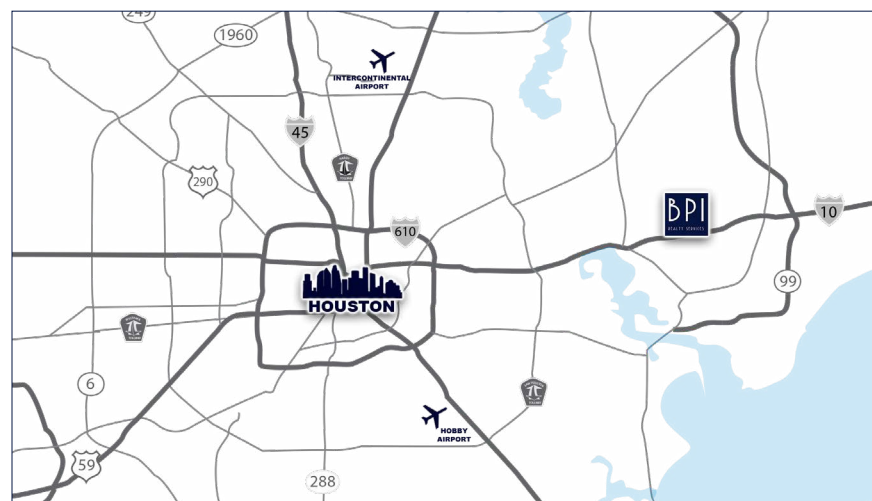 249
1960
INTERCONTINENTAL
AIRPORT
45
290
BPI
REALTY SERVICES
10
610
99
HOUSTON
6
HOBBY
AIRPORT
59
288